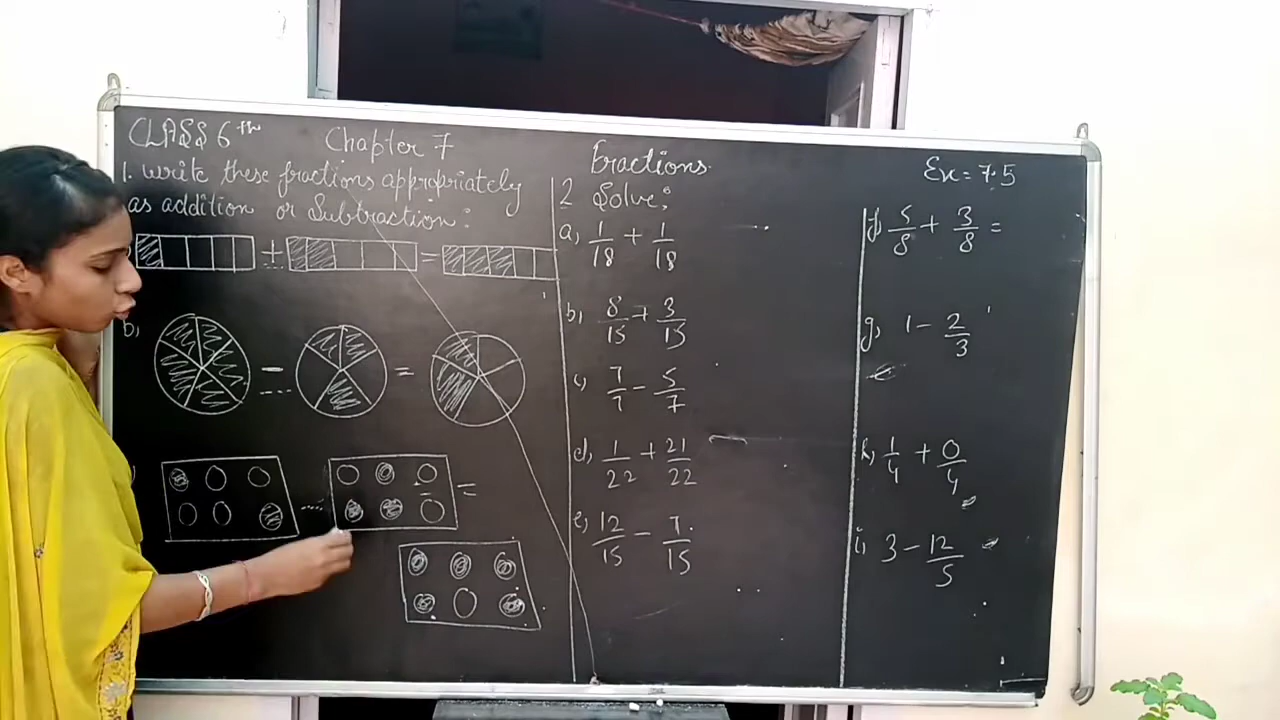 CLASS 6th Chapter 7 Fractions Ex = 7.5
1. Write these fractions appropriately
as addition or Subtraction:
+ =
b) - =
=
2 Solve:
a, 1/18 + 1/18
b, 8/15 + 3/15
c, 7/7 - 5/7
d, 1/22 + 21/22
e, 12/15 - 7/15
f) 5/8 + 3/8 =
g, 1 - 2/3
h, 1/4 + 0/4
i, 3 - 12/5